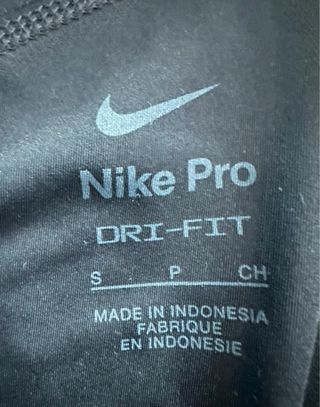 Nike Pro
DRI-FIT
S P CH
MADE IN INDONESIA
FABRIQUE
EN INDONESIE